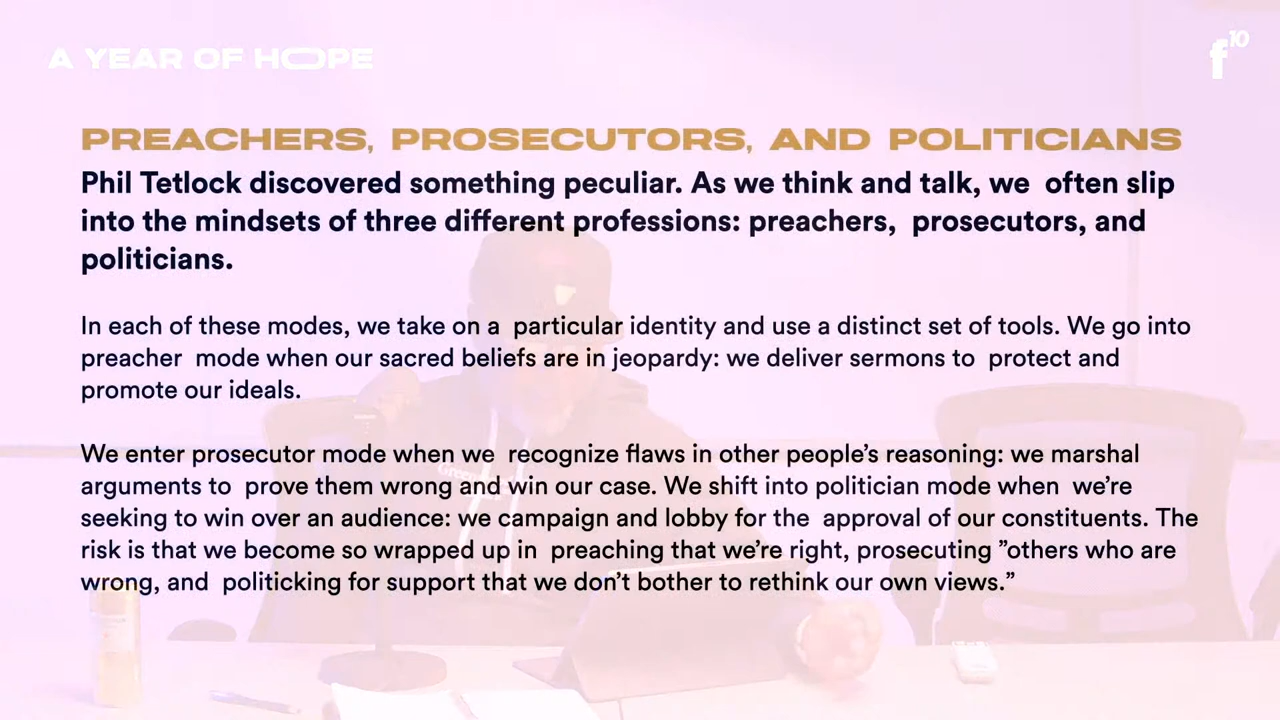 A YEAR OF HOPE
f10
PREACHERS, PROSECUTORS, AND POLITICIANS
Phil Tetlock discovered something peculiar. As we think and talk, we often slip
into the mindsets of three different professions: preachers, prosecutors, and
politicians.
In each of these modes, we take on a particular identity and use a distinct set of tools. We go into
preacher mode when our sacred beliefs are in jeopardy: we deliver sermons to protect and
promote our ideals.
We enter prosecutor mode when we recognize flaws in other people’s reasoning: we marshal
arguments to prove them wrong and win our case. We shift into politician mode when we’re
seeking to win over an audience: we campaign and lobby for the approval of our constituents. The
risk is that we become so wrapped up in preaching that we’re right, prosecuting ”others who are
wrong, and politicking for support that we don’t bother to rethink our own views.”